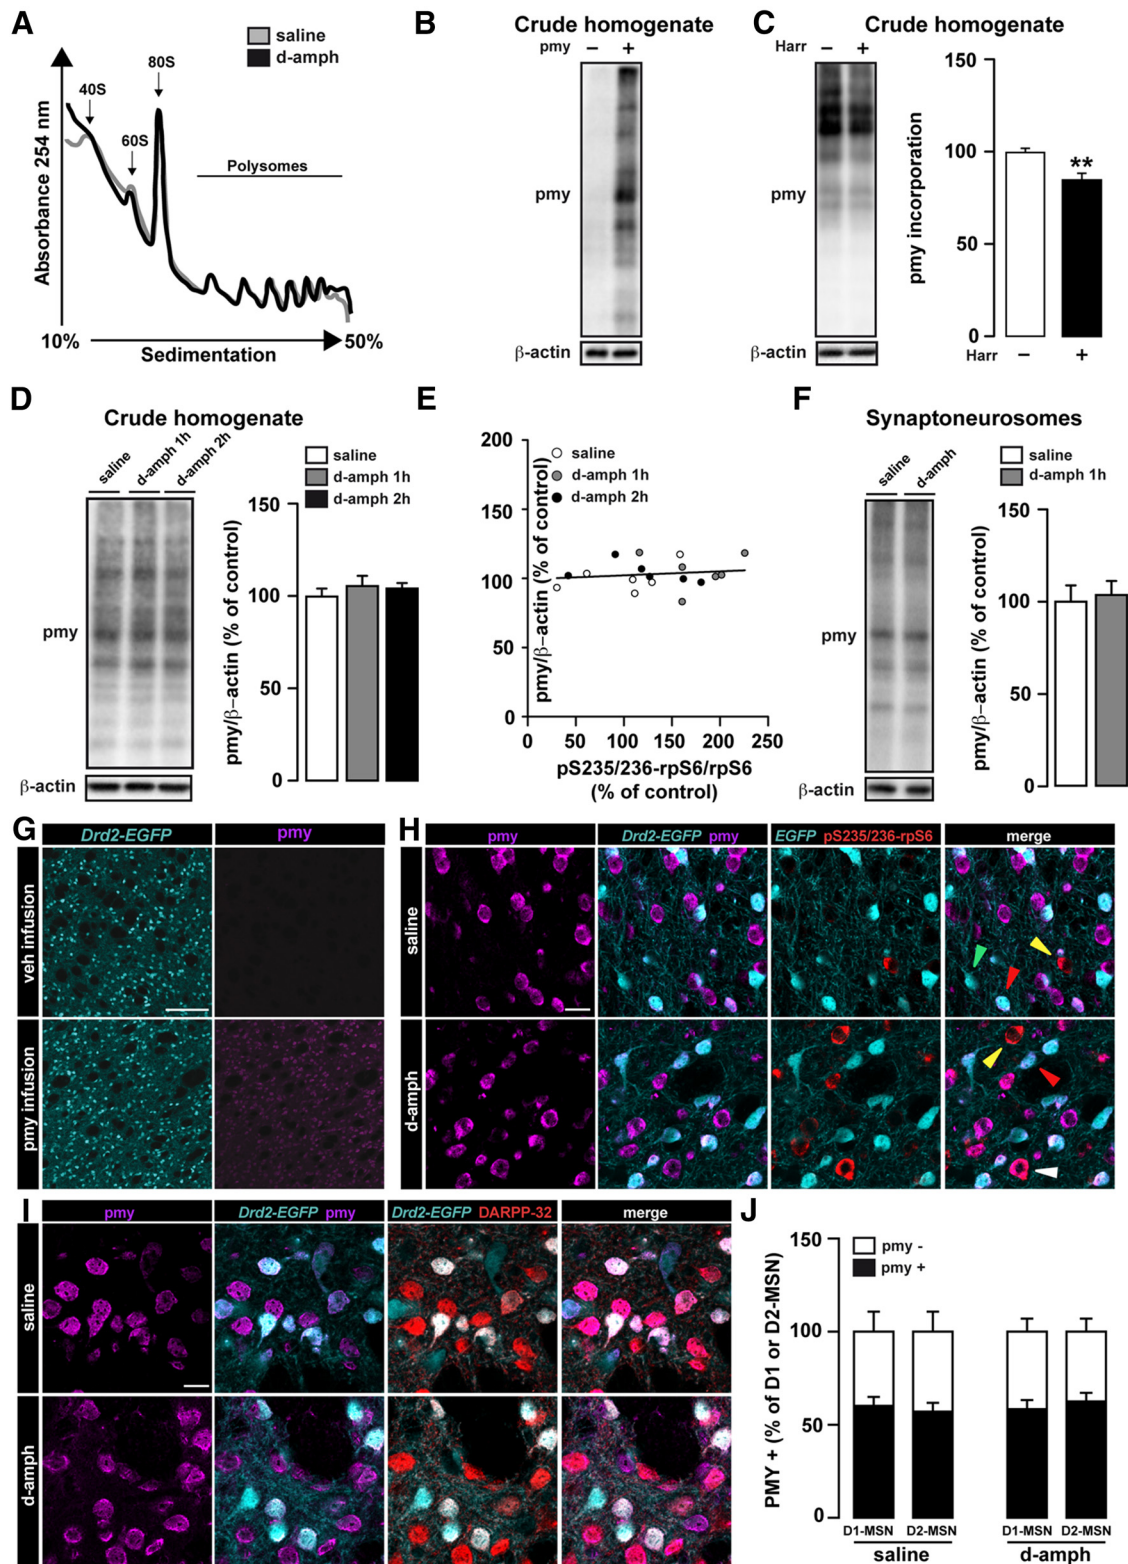 A
saline
d-amph
Absorbance 254 nm
40S
60S
80S
Polysomes
10%
Sedimentation
50%
B
Crude homogenate
pmy
– +
pmy
β-actin
C
Crude homogenate
Harr – +
pmy
β-actin
pmy incorporation
150
100
50
0
**
Harr – +
D
Crude homogenate
saline
d-amph 1h
d-amph 2h
pmy
β-actin
saline
d-amph 1h
d-amph 2h
pmy/β–actin (% of control)
150
100
50
0
E
saline
d-amph 1h
d-amph 2h
pmy/β–actin (% of control)
200
150
100
50
0
0 50 100 150 200 250
pS235/236-rpS6/rpS6
(% of control)
F
Synaptoneurosomes
saline
d-amph
pmy
β-actin
saline
d-amph 1h
pmy/β–actin (% of control)
150
100
50
0
G
Drd2-EGFP
pmy
veh infusion
pmy infusion
H
pmy
Drd2-EGFP pmy
EGFP pS235/236-rpS6
merge
saline
d-amph
I
pmy
Drd2-EGFP pmy
Drd2-EGFP DARPP-32
merge
saline
d-amph
J
pmy -
pmy +
PMY + (% of D1 or D2-MSN)
150
100
50
0
D1-MSN D2-MSN D1-MSN D2-MSN
saline d-amph